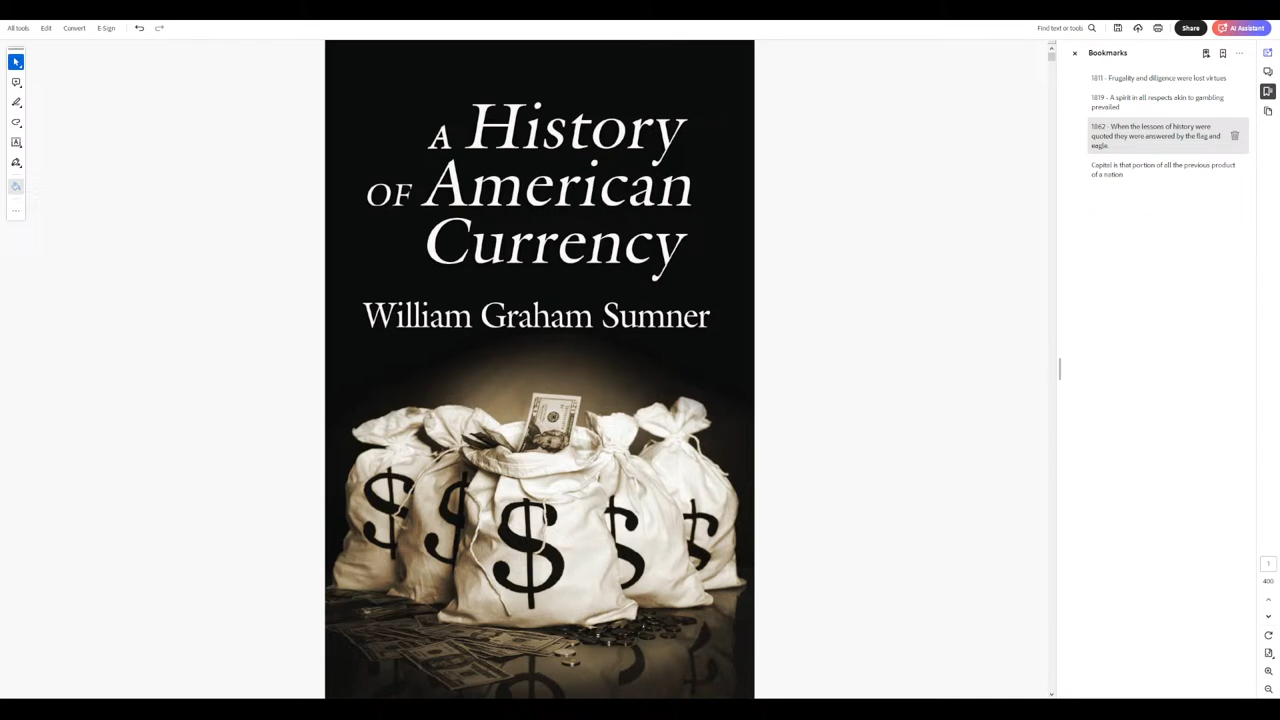 All tools Edit Convert E-Sign
Find text or tools
Share
AI Assistant
A History
OF American
Currency
William Graham Sumner
$ $ $ $ $
Bookmarks
1811 - Frugality and diligence were lost virtues
1819 - A spirit in all respects akin to gambling
prevailed
1862 - When the lessons of history were
quoted they were answered by the flag and
eagle.
Capital is that portion of all the previous product
of a nation
1
400